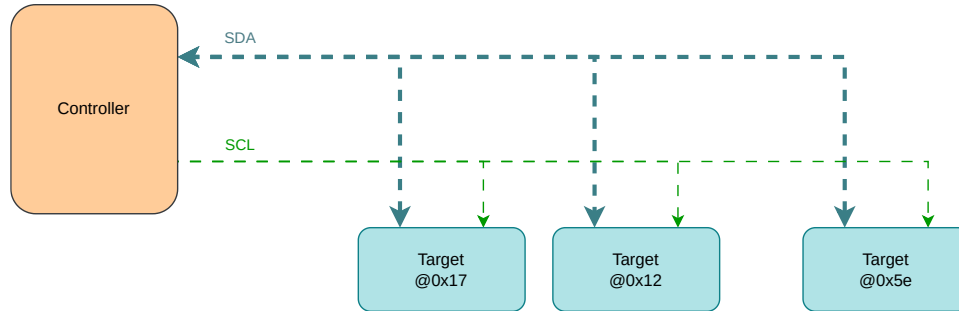 SDA
Controller
SCL
Target
@0x17
Target
@0x12
Target
@0x5e